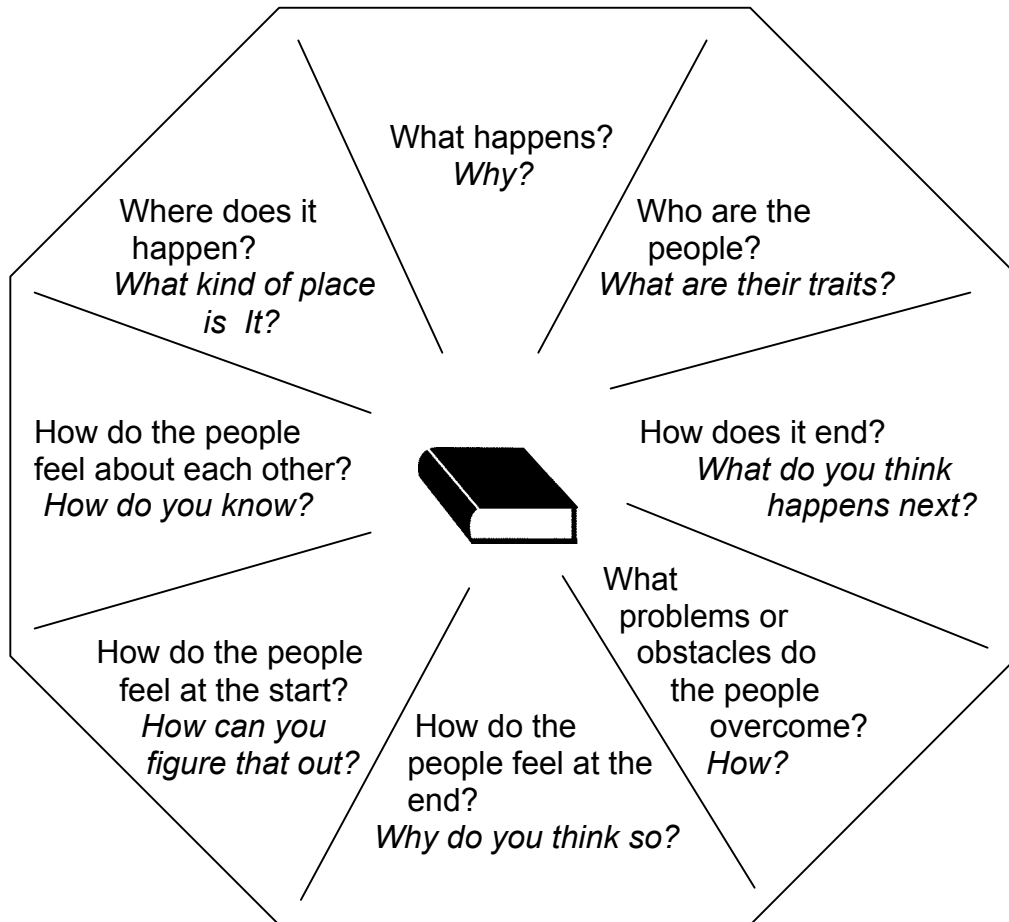 What happens?
Why?
Who are the
people?
What are their traits?
How does it end?
What do you think
happens next?
What
problems or
obstacles do
the people
overcome?
How?
How do the
people feel at the
end?
Why do you think so?
How do the people
feel at the start?
How can you
figure that out?
How do the people
feel about each other?
How do you know?
Where does it
happen?
What kind of place
is It?